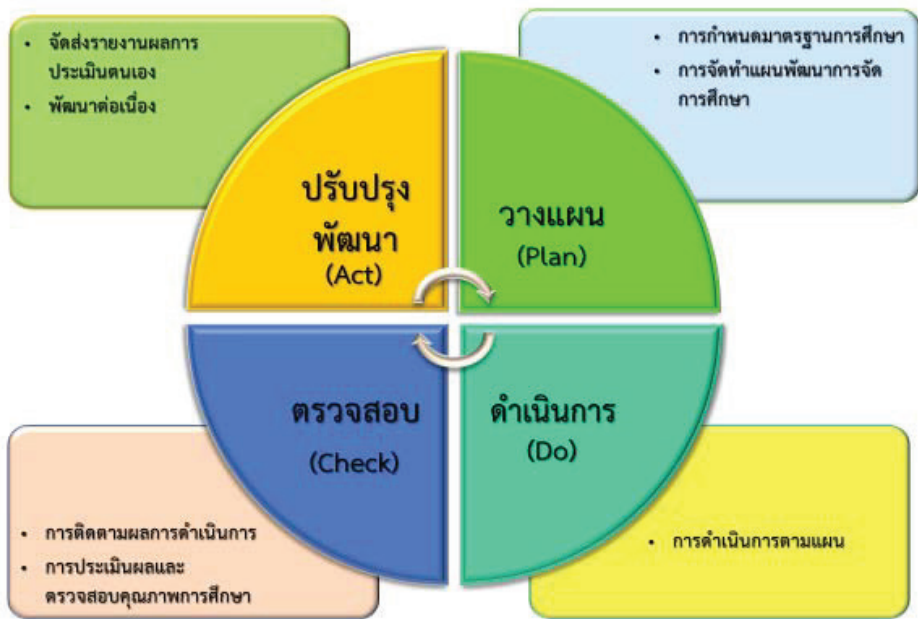 • จัดส่งรายงานผลการ
ประเมินตนเอง
• พัฒนาต่อเนื่อง
• การกำหนดมาตรฐานการศึกษา
• การจัดทำแผนพัฒนาการจัด
การศึกษา
ปรับปรุง
พัฒนา
(Act)
วางแผน
(Plan)
ตรวจสอบ
(Check)
ดำเนินการ
(Do)
• การติดตามผลการดำเนินการ
• การประเมินผลและ
ตรวจสอบคุณภาพการศึกษา
• การดำเนินการตามแผน